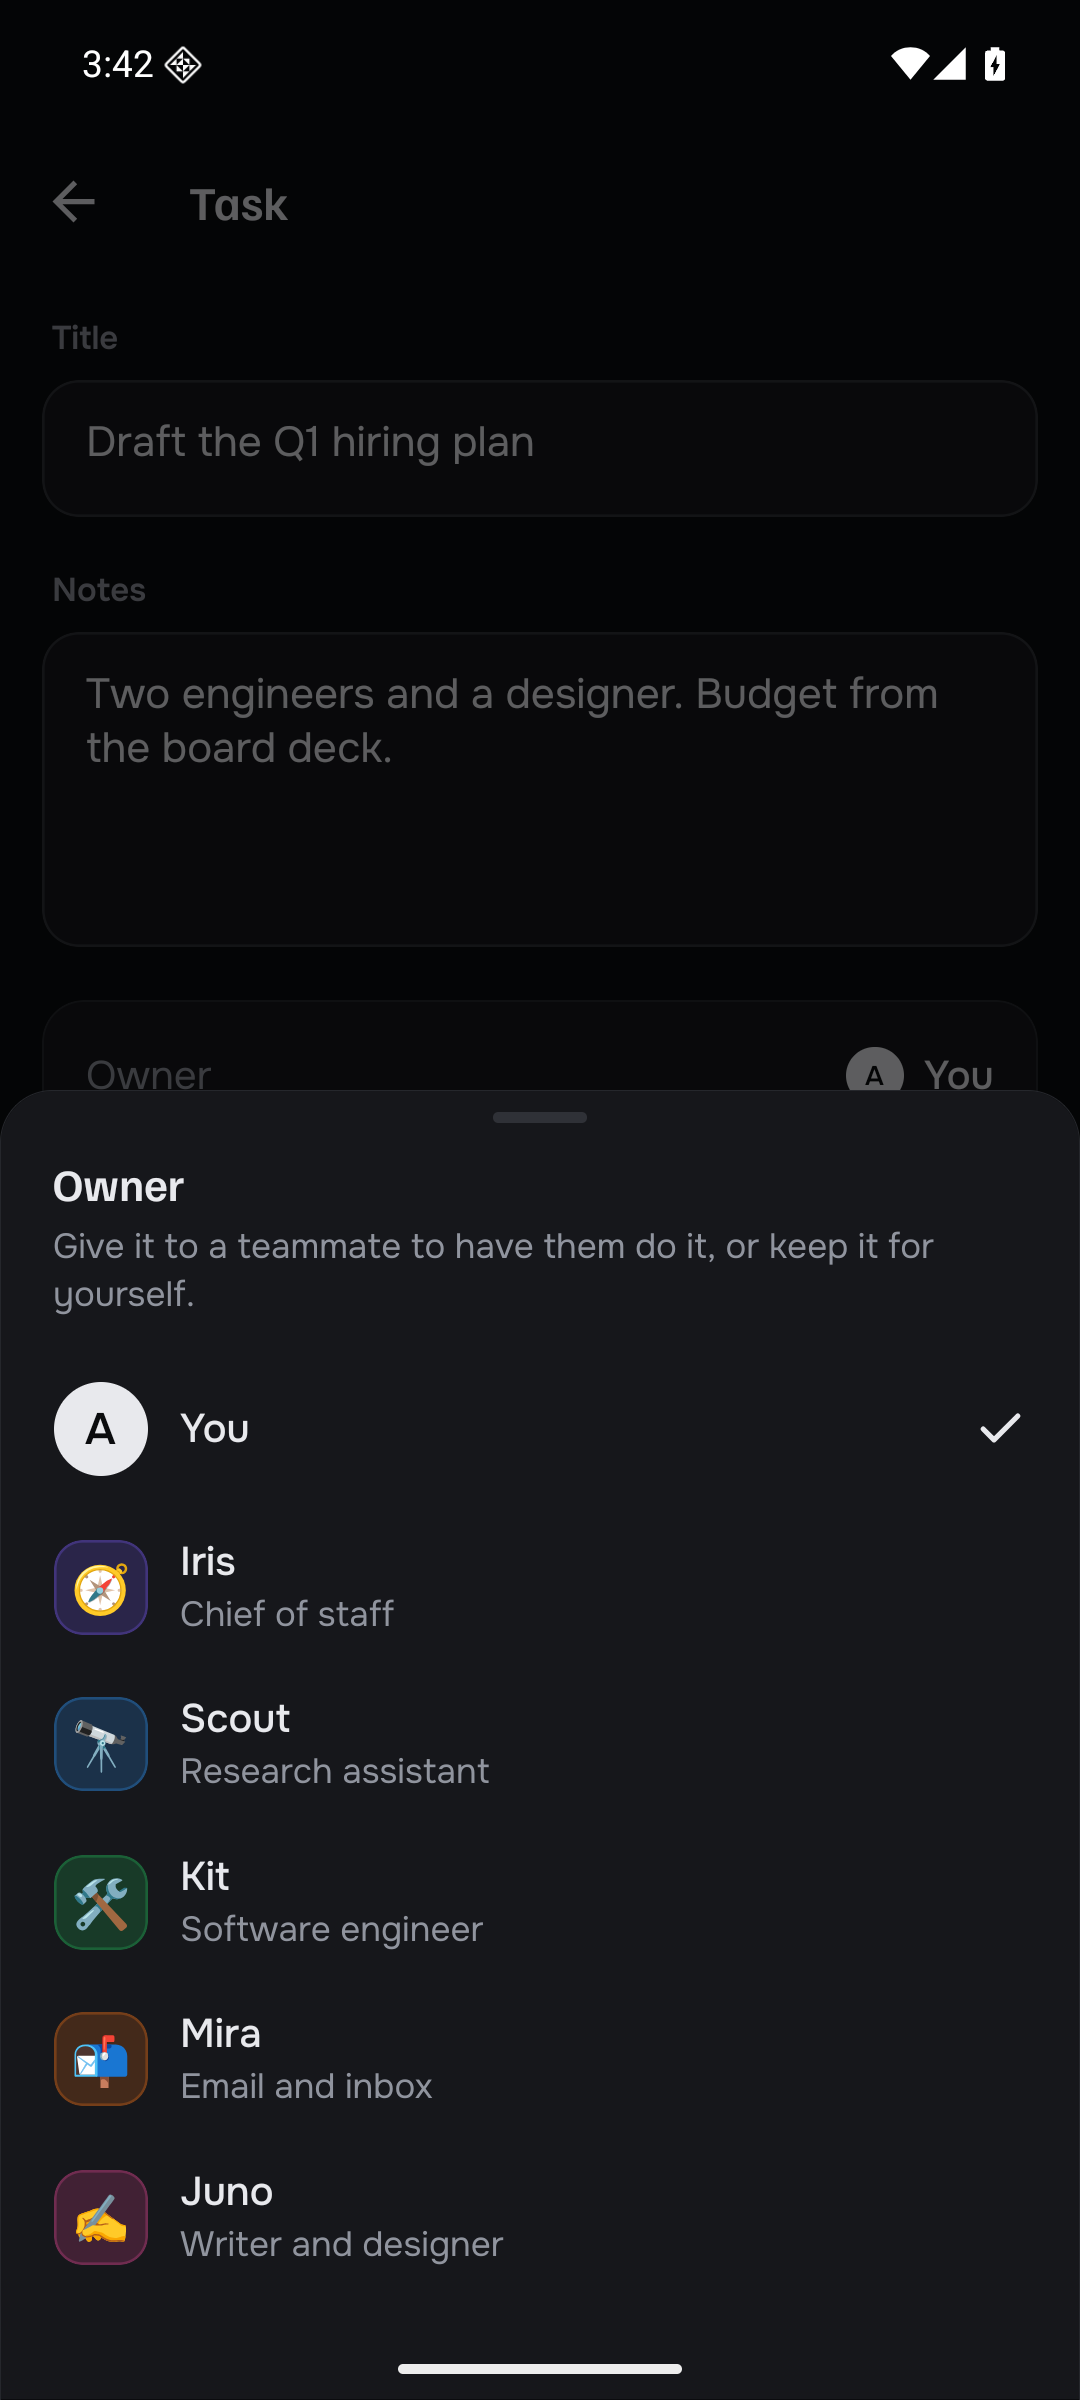 3:42
Task
Title
Draft the Q1 hiring plan
Notes
Two engineers and a designer. Budget from
the board deck.
Owner
A You
Owner
Give it to a teammate to have them do it, or keep it for
yourself.
A You
Iris
Chief of staff
Scout
Research assistant
Kit
Software engineer
Mira
Email and inbox
Juno
Writer and designer